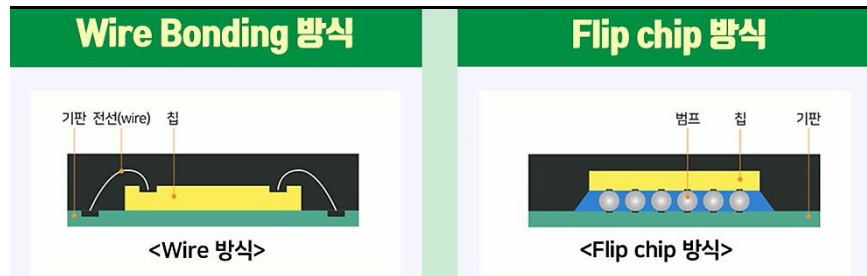 Wire Bonding 방식
기판 전선(wire) 칩
<Wire 방식>
Flip chip 방식
범프 칩 기판
<Flip chip 방식>